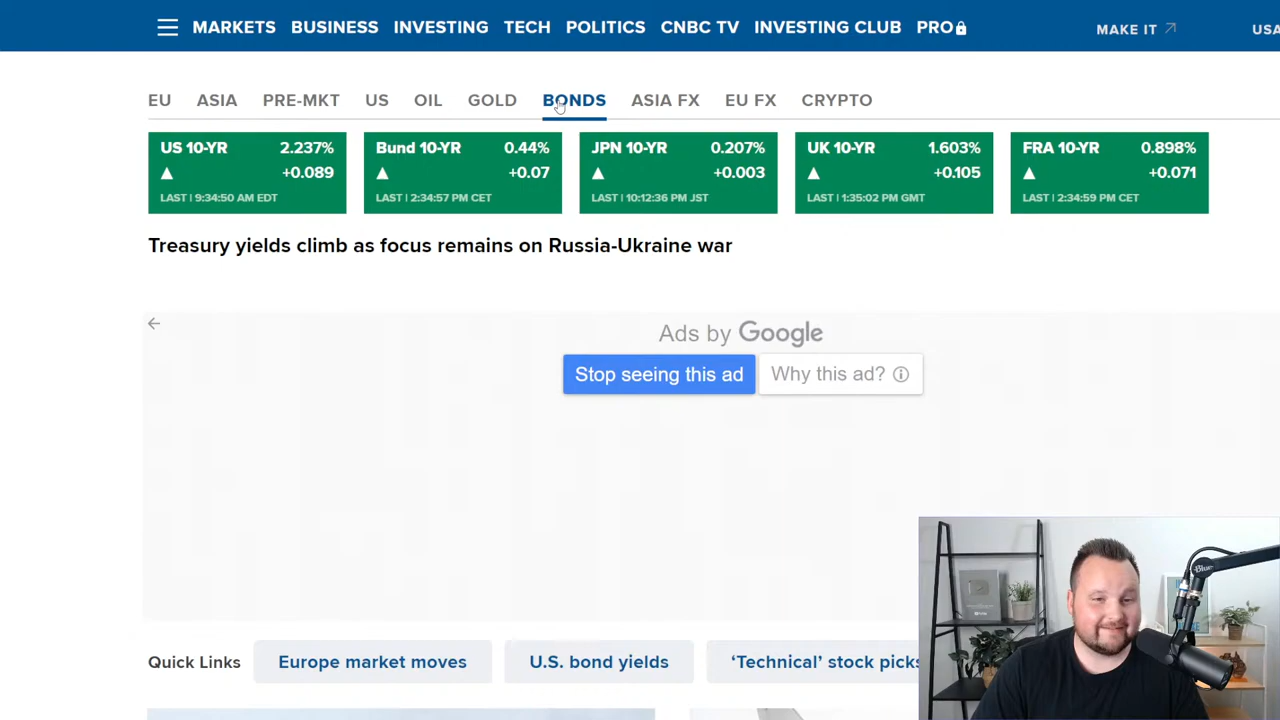 MARKETS BUSINESS INVESTING TECH POLITICS CNBC TV INVESTING CLUB PRO MAKE IT USA
EU ASIA PRE-MKT US OIL GOLD BONDS ASIA FX EU FX CRYPTO
US 10-YR 2.237%
+0.089
LAST | 9:34:50 AM EDT
Bund 10-YR 0.44%
+0.07
LAST | 2:34:57 PM CET
JPN 10-YR 0.207%
+0.003
LAST | 10:12:36 PM JST
UK 10-YR 1.603%
+0.105
LAST | 1:35:02 PM GMT
FRA 10-YR 0.898%
+0.071
LAST | 2:34:59 PM CET
Treasury yields climb as focus remains on Russia-Ukraine war
Ads by Google
Stop seeing this ad Why this ad?
Quick Links Europe market moves U.S. bond yields ‘Technical’ stock picks
Blue